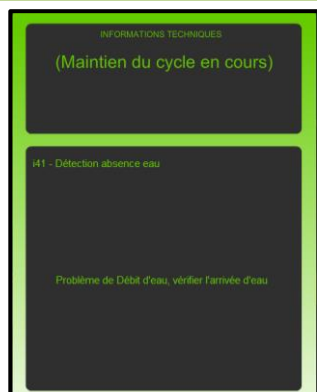 INFORMATIONS TECHNIQUES
(Maintien du cycle en cours)
i41 - Détection absence eau
Problème de Débit d'eau, vérifier l'arrivée d'eau